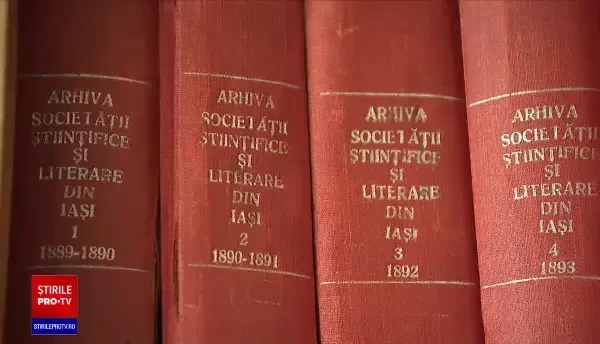 ARHIVA
SOCIETĂȚII
ȘTIINȚIFICE
ȘI
LITERARE
DIN
IAȘI
1
1889-1890
ARHIVA
SOCIETĂȚII
ȘTIINȚIFICE
ȘI
LITERARE
DIN
IAȘI
2
1890-1891
ARHIVA
SOCIETĂȚII
ȘTIINȚIFICE
ȘI
LITERARE
DIN
IAȘI
3
1892
ARHIVA
SOCIETĂȚII
ȘTIINȚIFICE
ȘI
LITERARE
DIN
IAȘI
4
1893
ȘTIRILE
PRO•TV
STIRILEPROTV.RO